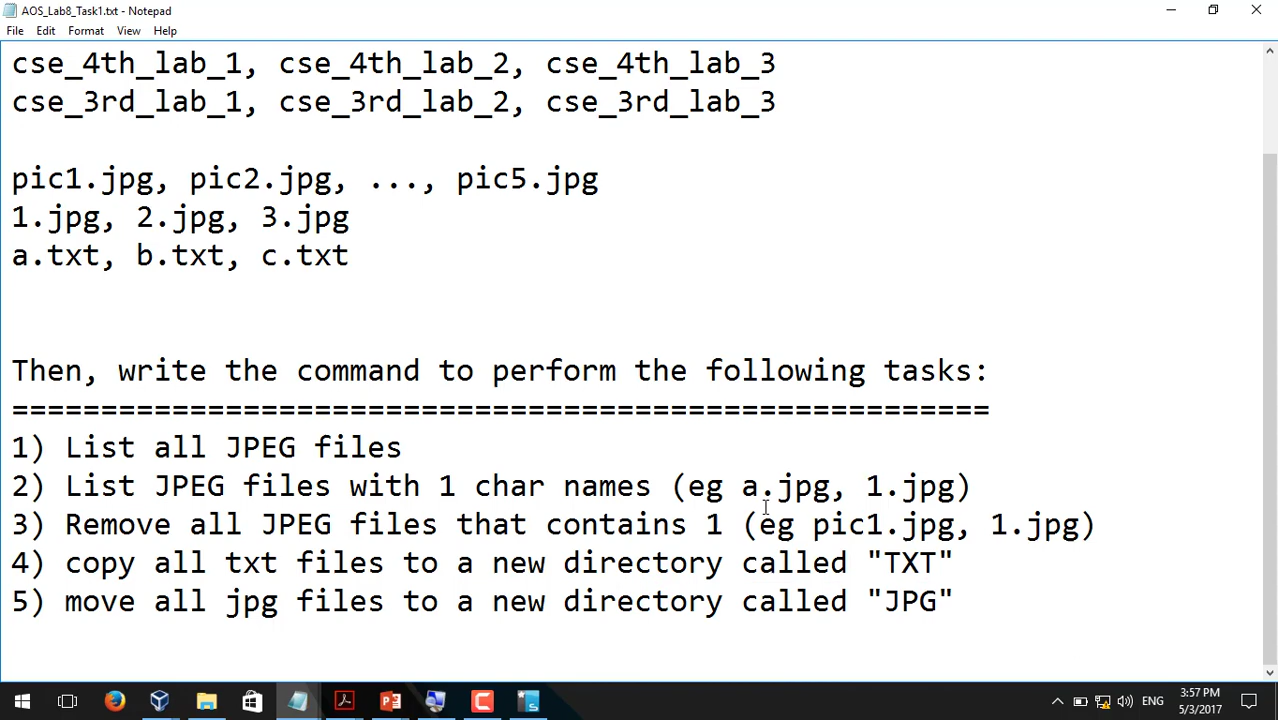 AOS_Lab8_Task1.txt - Notepad
File Edit Format View Help
cse_4th_lab_1, cse_4th_lab_2, cse_4th_lab_3
cse_3rd_lab_1, cse_3rd_lab_2, cse_3rd_lab_3
pic1.jpg, pic2.jpg, ..., pic5.jpg
1.jpg, 2.jpg, 3.jpg
a.txt, b.txt, c.txt
Then, write the command to perform the following tasks:
=======================================================
1) List all JPEG files
2) List JPEG files with 1 char names (eg a.jpg, 1.jpg)
3) Remove all JPEG files that contains 1 (eg pic1.jpg, 1.jpg)
4) copy all txt files to a new directory called "TXT"
5) move all jpg files to a new directory called "JPG"
ENG
3:57 PM
5/3/2017